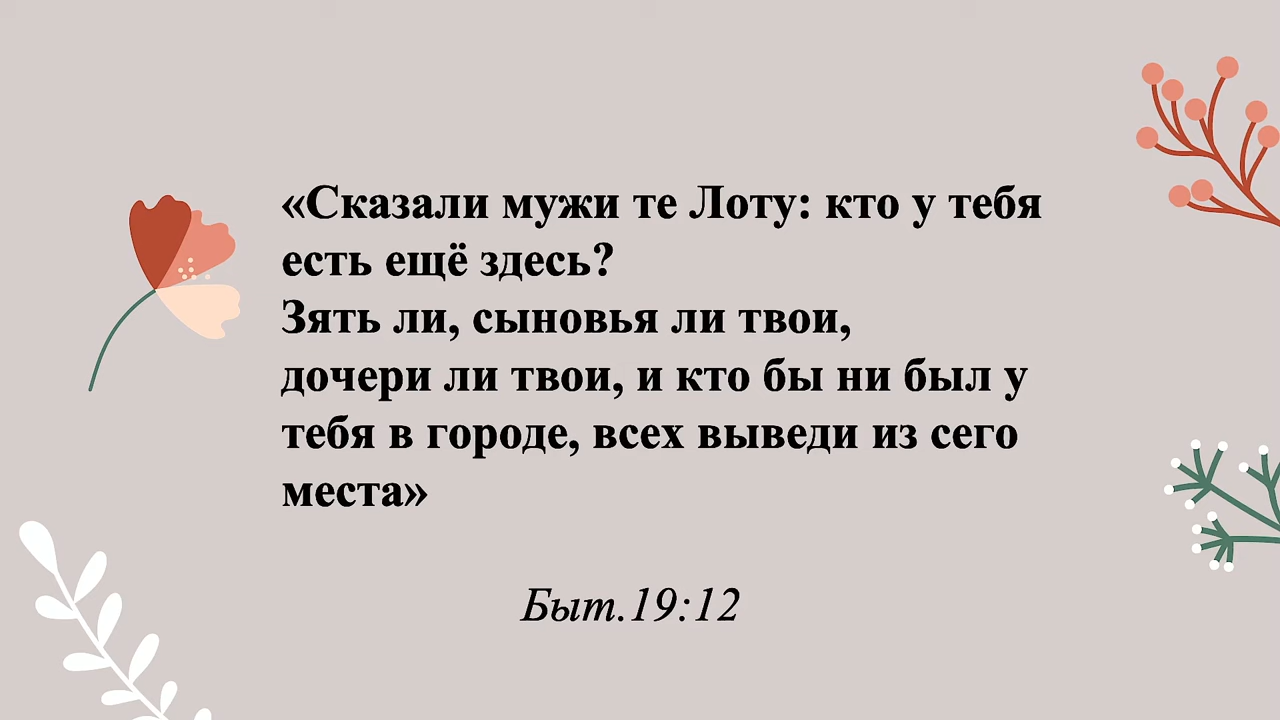 «Сказали мужи те Лоту: кто у тебя
есть ещё здесь?
Зять ли, сыновья ли твои,
дочери ли твои, и кто бы ни был у
тебя в городе, всех выведи из сего
места»
Быт.19:12